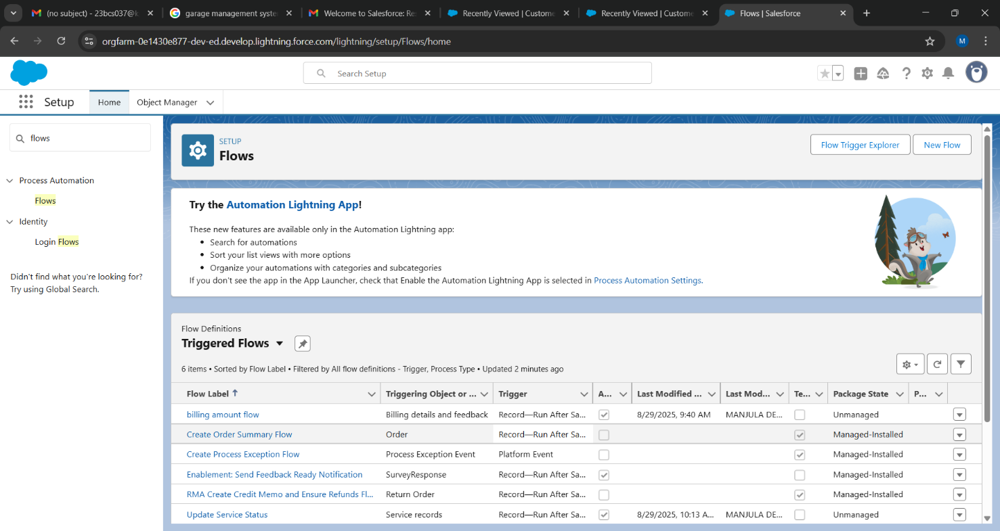 (no subject) - 23bcs037@k
garage management syste
Welcome to Salesforce: Re
Recently Viewed | Custome
Recently Viewed | Custome
Flows | Salesforce
orgfarm-0e1430e877-dev-ed.develop.lightning.force.com/lightning/setup/Flows/home
M
Search Setup
Setup
Home
Object Manager
flows
Process Automation
Flows
Identity
Login Flows
Didn't find what you're looking for?
Try using Global Search.
SETUP
Flows
Flow Trigger Explorer
New Flow
Try the Automation Lightning App!
These new features are available only in the Automation Lightning app:
• Search for automations
• Sort your list views with more options
• Organize your automations with categories and subcategories
If you don't see the app in the App Launcher, check that Enable the Automation Lightning App is selected in Process Automation Settings.
Flow Definitions
Triggered Flows
6 items • Sorted by Flow Label • Filtered by All flow definitions - Trigger, Process Type • Updated 2 minutes ago
Flow Label ↑ Triggering Object or ... Trigger A... Last Modified ... Last Mod... Te... Package State P...
billing amount flow Billing details and feedback Record—Run After Sa... 8/29/2025, 9:40 AM MANJULA DE... Unmanaged
Create Order Summary Flow Order Record—Run After Sa... Managed-Installed
Create Process Exception Flow Process Exception Event Platform Event Managed-Installed
Enablement: Send Feedback Ready Notification SurveyResponse Record—Run After Sa... Managed-Installed
RMA Create Credit Memo and Ensure Refunds Fl... Return Order Record—Run After Sa... Managed-Installed
Update Service Status Service records Record—Run After Sa... 8/29/2025, 10:13 A... MANJULA DE... Unmanaged